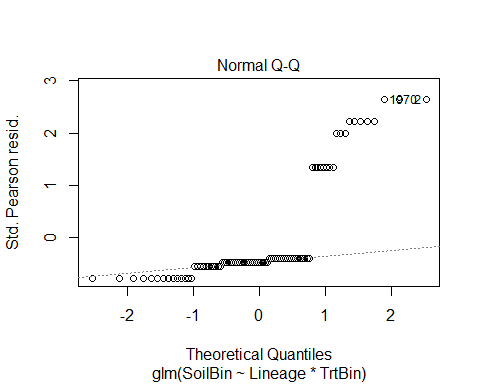 Normal Q-Q
Std. Pearson resid.
3
2
1
0
-2
-1
0
1
2
Theoretical Quantiles
glm(SoilBin ~ Lineage * TrtBin)